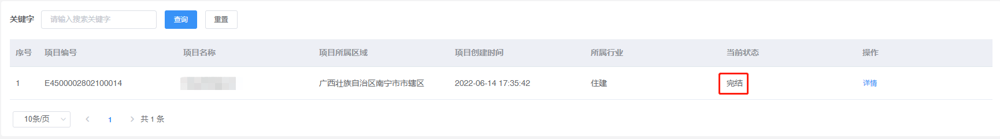 关键字 请输入搜索关键字 查询 重置
序号 项目编号 项目名称 项目所属区域 项目创建时间 所属行业 当前状态 操作
1 E4500002802100014 广西壮族自治区南宁市市辖区 2022-06-14 17:35:42 住建 完结 详情
10条/页 1 共 1 条